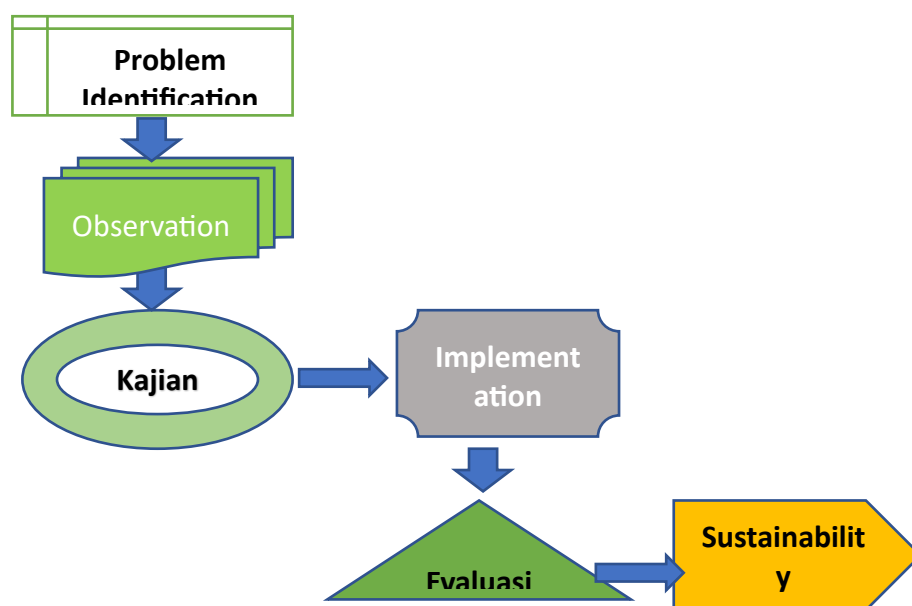 Problem
Identification
Observation
Kajian
Implement
ation
Evaluasi
Sustainabilit
y